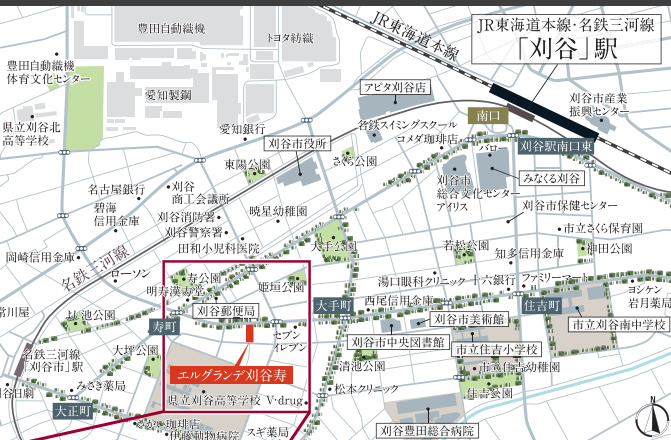 豊田自動織機
トヨタ紡織
JR東海道本線
JR東海道本線・名鉄三河線
「刈谷」駅
豊田自動織機
体育文化センター
愛知製鋼
アピタ刈谷店
南口
刈谷市産業
振興センター
県立刈谷北
高等学校
愛知銀行
刈谷市役所
名鉄スイミングスクール
コメダ珈琲店
バロー
刈谷駅南口東
東陽公園
さくら公園
みなくる刈谷
名古屋銀行
刈谷
商工会議所
刈谷市
総合文化センター
アイリス
刈谷市保健センター
碧海
信用金庫
刈谷消防署
刈谷警察署
暁星幼稚園
市立さくら保育園
田和小児科医院
大手公園
若松公園
知多信用金庫
神田公園
岡崎信用金庫
名鉄三河線
ローソン
寿公園
明寿漢寿堂
姫垣公園
湯口眼科クリニック
十六銀行
ファミリーマート
ヨシケン
岩月薬局
刈谷郵便局
大手町
西尾信用金庫
住吉町
常川屋
寿町
セブン
イレブン
刈谷市美術館
市立刈谷南中学校
刈谷市中央図書館
市立住吉小学校
名鉄三河線
「刈谷市」駅
大坪公園
エルグランデ刈谷寿
清池公園
市立住吉幼稚園
みさき薬局
県立刈谷高等学校
V・drug
松本クリニック
住吉公園
大正町
珈琲店
伊藤動物病院
スギ薬局
刈谷豊田総合病院